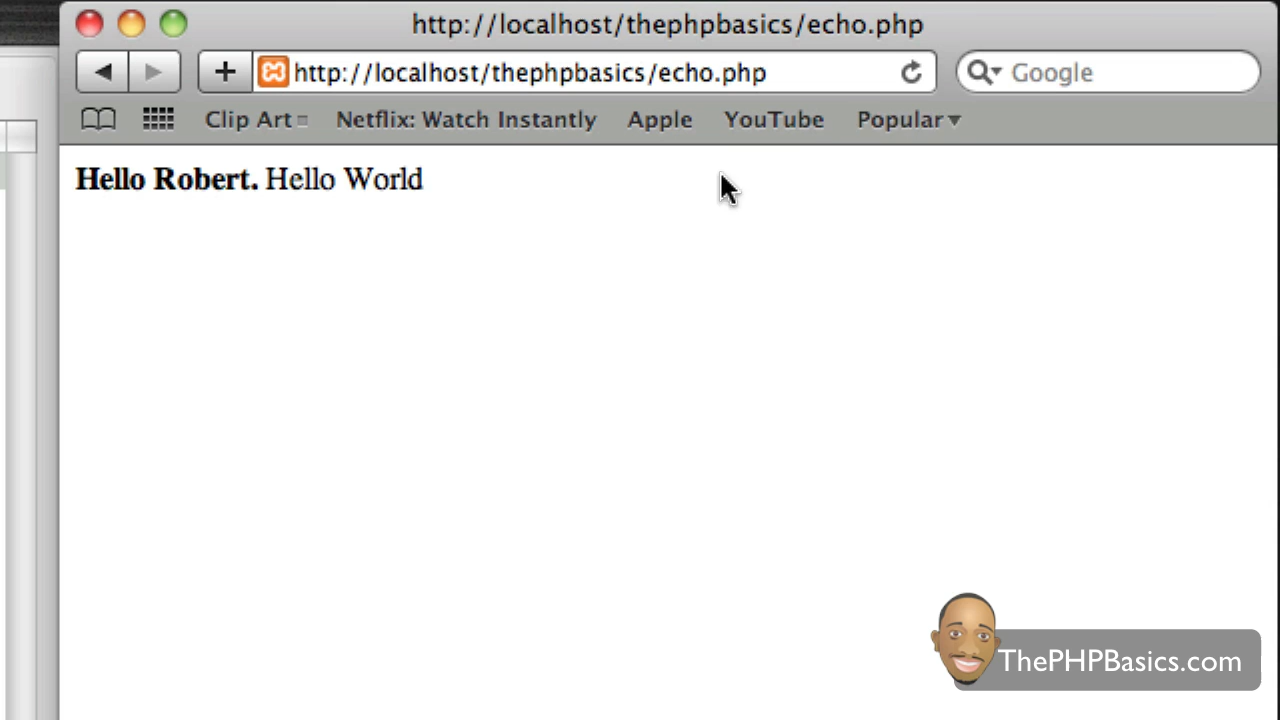 http://localhost/thephpbasics/echo.php
http://localhost/thephpbasics/echo.php Google
Clip Art Netflix: Watch Instantly Apple YouTube Popular
Hello Robert. Hello World
ThePHPBasics.com